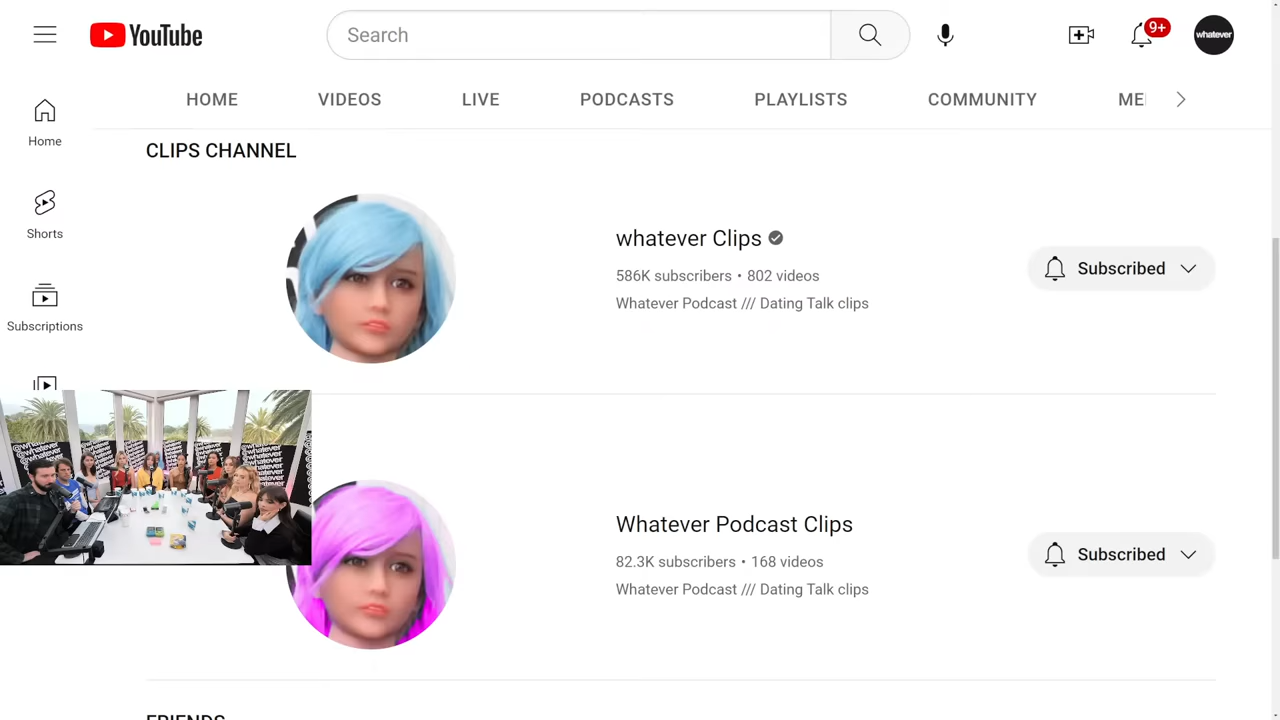 YouTube
Search
9+
whatever
HOME VIDEOS LIVE PODCASTS PLAYLISTS COMMUNITY ME
Home
Shorts
Subscriptions
CLIPS CHANNEL
whatever Clips
586K subscribers • 802 videos
Whatever Podcast /// Dating Talk clips
Subscribed
Whatever Podcast Clips
82.3K subscribers • 168 videos
Whatever Podcast /// Dating Talk clips
Subscribed
FRIENDS
@whatever